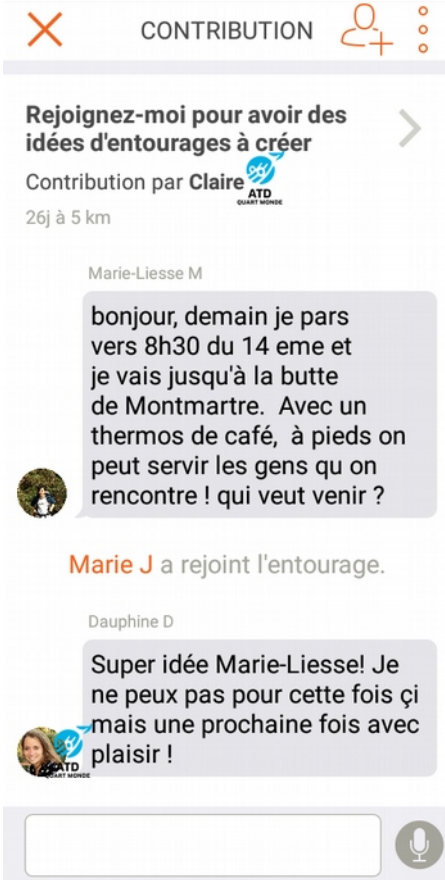 CONTRIBUTION
Rejoignez-moi pour avoir des
idées d'entourages à créer
Contribution par Claire
ATD
QUART MONDE
26j à 5 km
Marie-Liesse M
bonjour, demain je pars
vers 8h30 du 14 eme et
je vais jusqu'à la butte
de Montmartre.  Avec un
thermos de café,  à pieds on
peut servir les gens qu on
rencontre ! qui veut venir ?
Marie J a rejoint l'entourage.
Dauphine D
Super idée Marie-Liesse! Je
ne peux pas pour cette fois çi
mais une prochaine fois avec
plaisir !
ATD
QUART MONDE